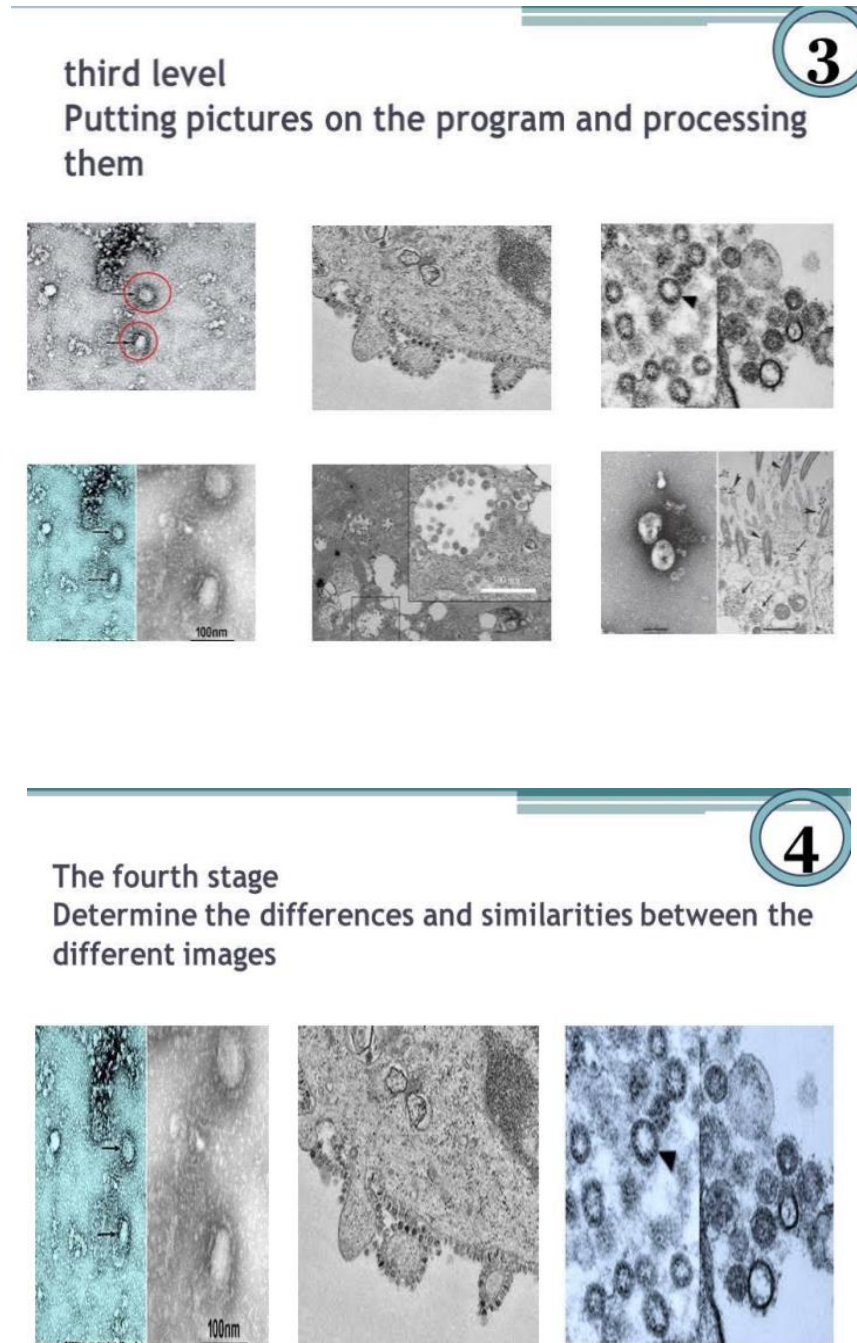 3
third level
Putting pictures on the program and processing
them
100nm
4
The fourth stage
Determine the differences and similarities between the
different images
100nm